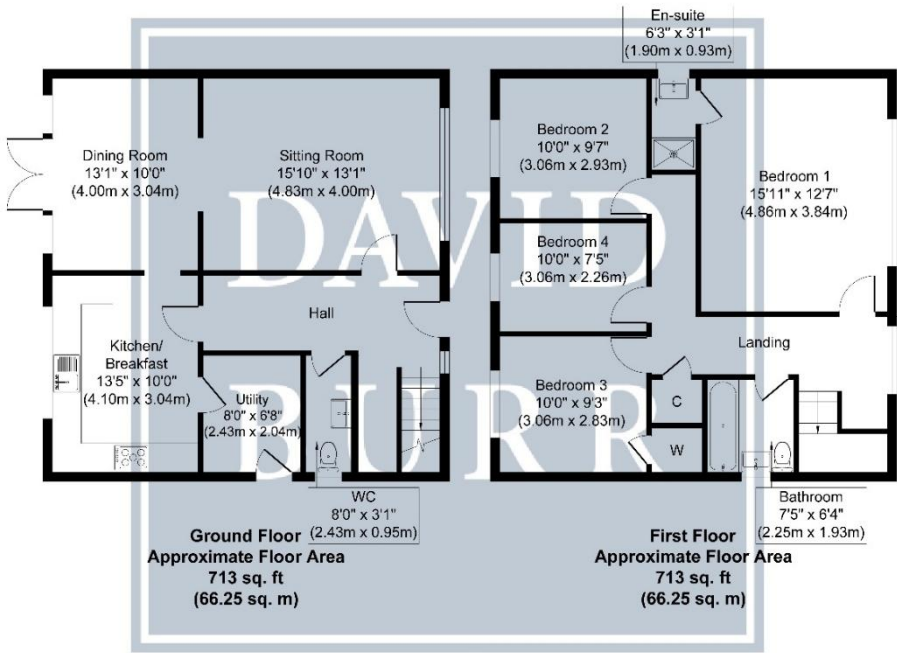 En-suite
6'3" x 3'1"
(1.90m x 0.93m)
Dining Room
13'1" x 10'0"
(4.00m x 3.04m)
Sitting Room
15'10" x 13'1"
(4.83m x 4.00m)
Bedroom 2
10'0" x 9'7"
(3.06m x 2.93m)
Bedroom 1
15'11" x 12'7"
(4.86m x 3.84m)
DAVID
Bedroom 4
10'0" x 7'5"
(3.06m x 2.26m)
Hall
Landing
Kitchen/
Breakfast
13'5" x 10'0"
(4.10m x 3.04m)
Utility
8'0" x 6'8"
(2.43m x 2.04m)
Bedroom 3
10'0" x 9'3"
(3.06m x 2.83m)
C
W
BURR
WC
8'0" x 3'1"
(2.43m x 0.95m)
Bathroom
7'5" x 6'4"
(2.25m x 1.93m)
Ground Floor
Approximate Floor Area
713 sq. ft
(66.25 sq. m)
First Floor
Approximate Floor Area
713 sq. ft
(66.25 sq. m)